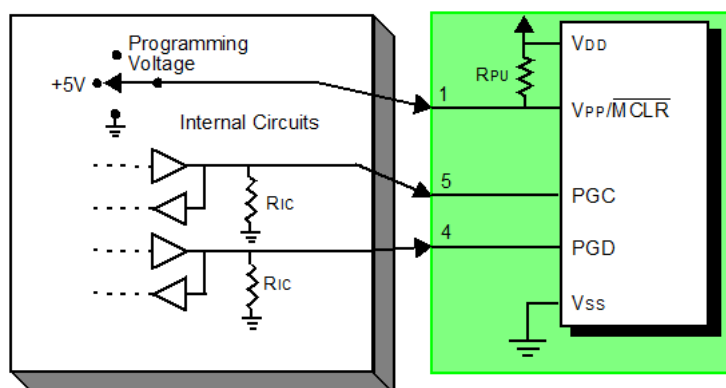 Programming
Voltage
+5V
Internal Circuits
RIC
RIC
1
5
4
RPU
VDD
VPP/MCLR
PGC
PGD
VSS